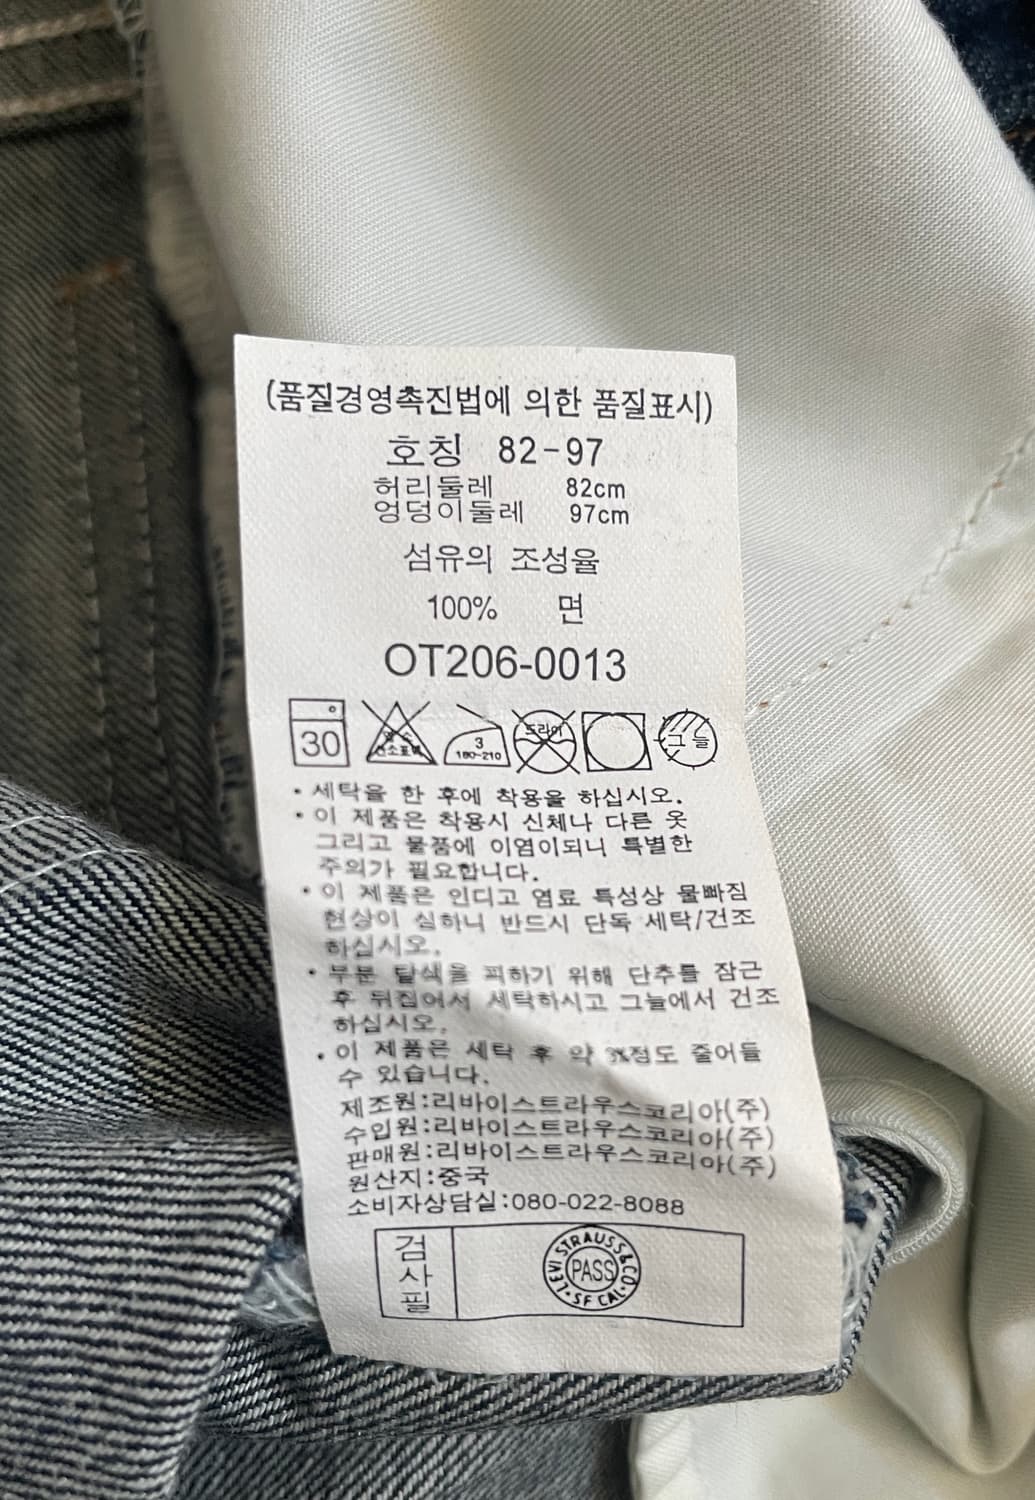 (품질경영촉진법에 의한 품질표시)
호칭 82-97
허리둘레 82cm
엉덩이둘레 97cm
섬유의 조성율
100% 면
OT206-0013
30
3
180-210
드라이
그늘
• 세탁을 한 후에 착용을 하십시오.
• 이 제품은 착용시 신체나 다른 옷
그리고 물품에 이염이되니 특별한
주의가 필요합니다.
• 이 제품은 인디고 염료 특성상 물빠짐
현상이 심하니 반드시 단독 세탁/건조
하십시오.
• 부분 탈색을 피하기 위해 단추를 잠근
후 뒤집어서 세탁하시고 그늘에서 건조
하십시오.
• 이 제품은 세탁 후 약 정도 줄어들
수 있습니다.
제조원:리바이스트라우스코리아(주)
수입원:리바이스트라우스코리아(주)
판매원:리바이스트라우스코리아(주)
원산지:중국
소비자상담실:080-022-8088
검사필
LEVI STRAUSS & CO
PASS
SF CAL